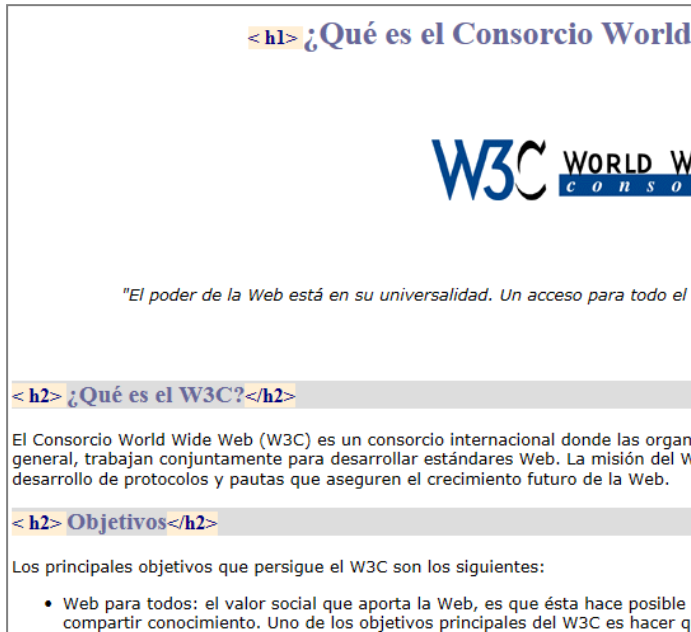 < h1> ¿Qué es el Consorcio World
W3C WORLD
c o n s o
"El poder de la Web está en su universalidad. Un acceso para todo el
< h2> ¿Qué es el W3C?</h2>
El Consorcio World Wide Web (W3C) es un consorcio internacional donde las organ
general, trabajan conjuntamente para desarrollar estándares Web. La misión del W
desarrollo de protocolos y pautas que aseguren el crecimiento futuro de la Web.
< h2> Objetivos</h2>
Los principales objetivos que persigue el W3C son los siguientes:
• Web para todos: el valor social que aporta la Web, es que ésta hace posible
compartir conocimiento. Uno de los objetivos principales del W3C es hacer q